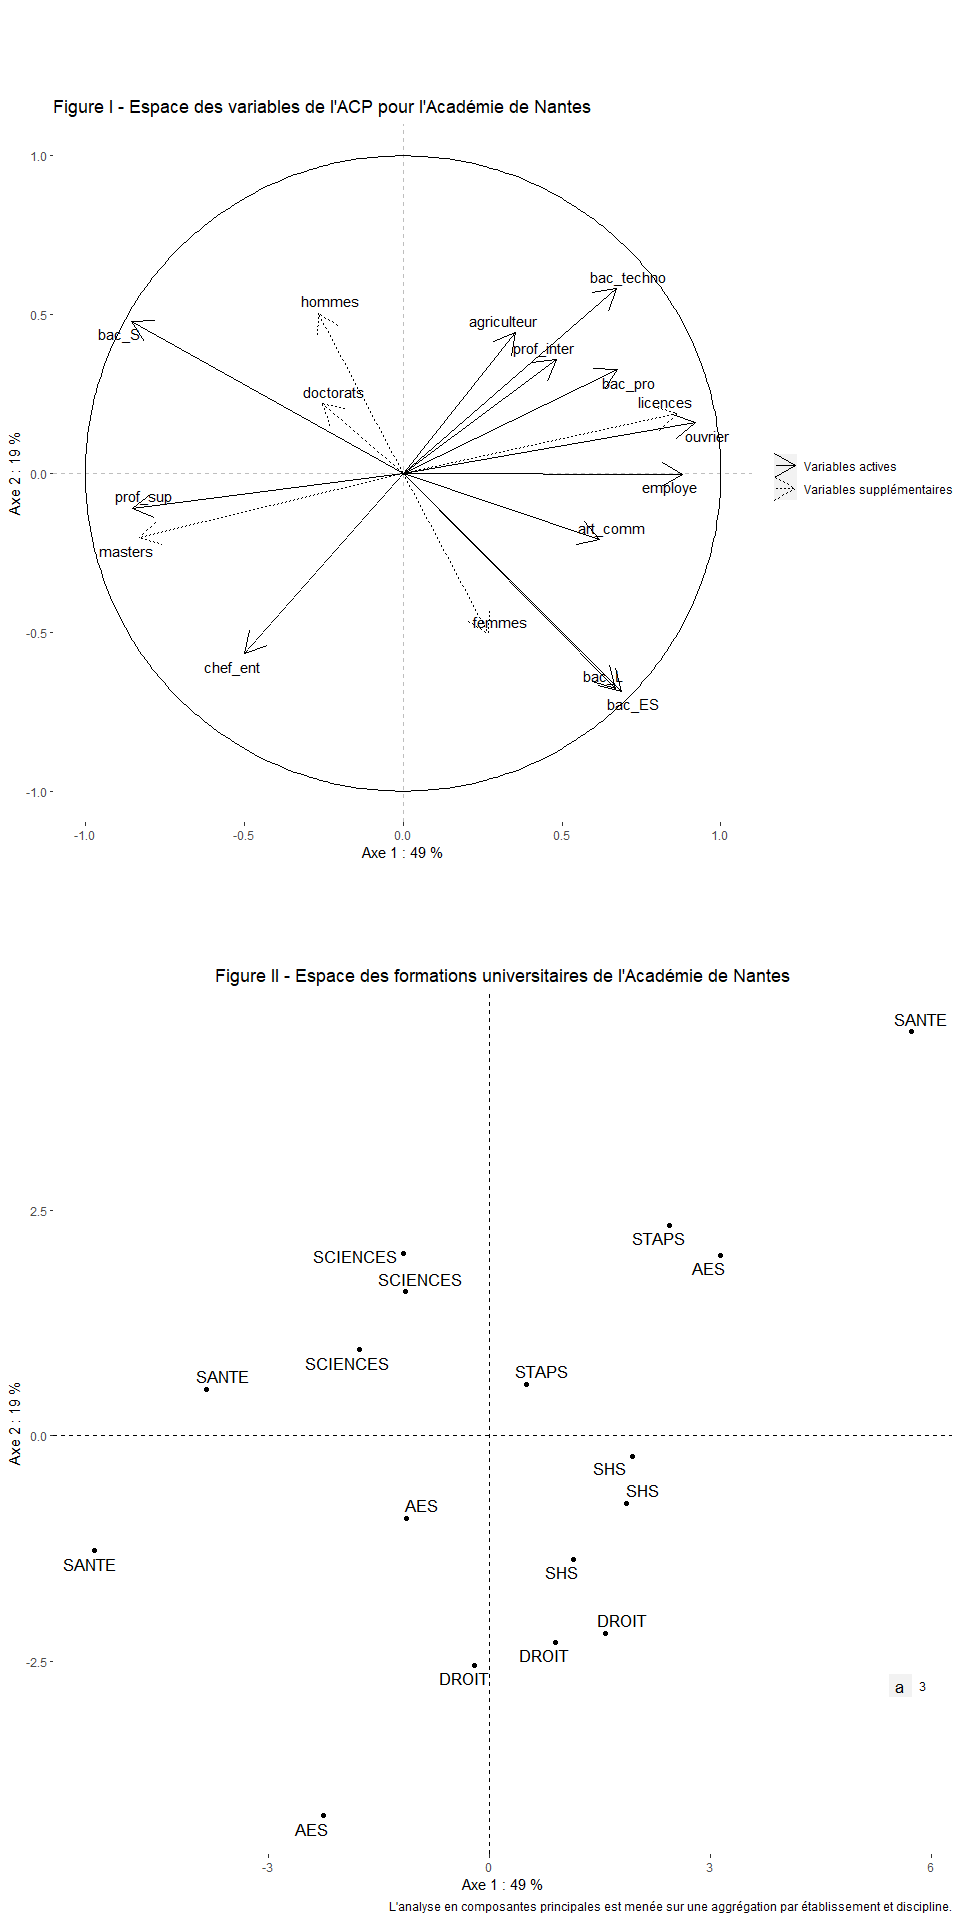 Figure I - Espace des variables de l'ACP pour l'Académie de Nantes
1.0
bac_techno
hommes
0.5
agriculteur
bac_S
prof_inter
bac_pro
doctorats
licences
ouvrier
Variables actives
0.0
employe
Variables supplémentaires
prof_sup
art_comm
masters
femmes
-0.5
chef_ent
bac_L
bac_ES
-1.0
-1.0
-0.5
0.0
0.5
1.0
Axe 1 : 49 %
Axe 2 : 19 %
Figure II - Espace des formations universitaires de l'Académie de Nantes
SANTE
2.5
STAPS
SCIENCES
AES
SCIENCES
SCIENCES
STAPS
SANTE
0.0
SHS
SHS
AES
SANTE
SHS
DROIT
DROIT
-2.5
DROIT
a 3
AES
-3
0
3
6
Axe 1 : 49 %
Axe 2 : 19 %
L'analyse en composantes principales est menée sur une aggrégation par établissement et discipline.